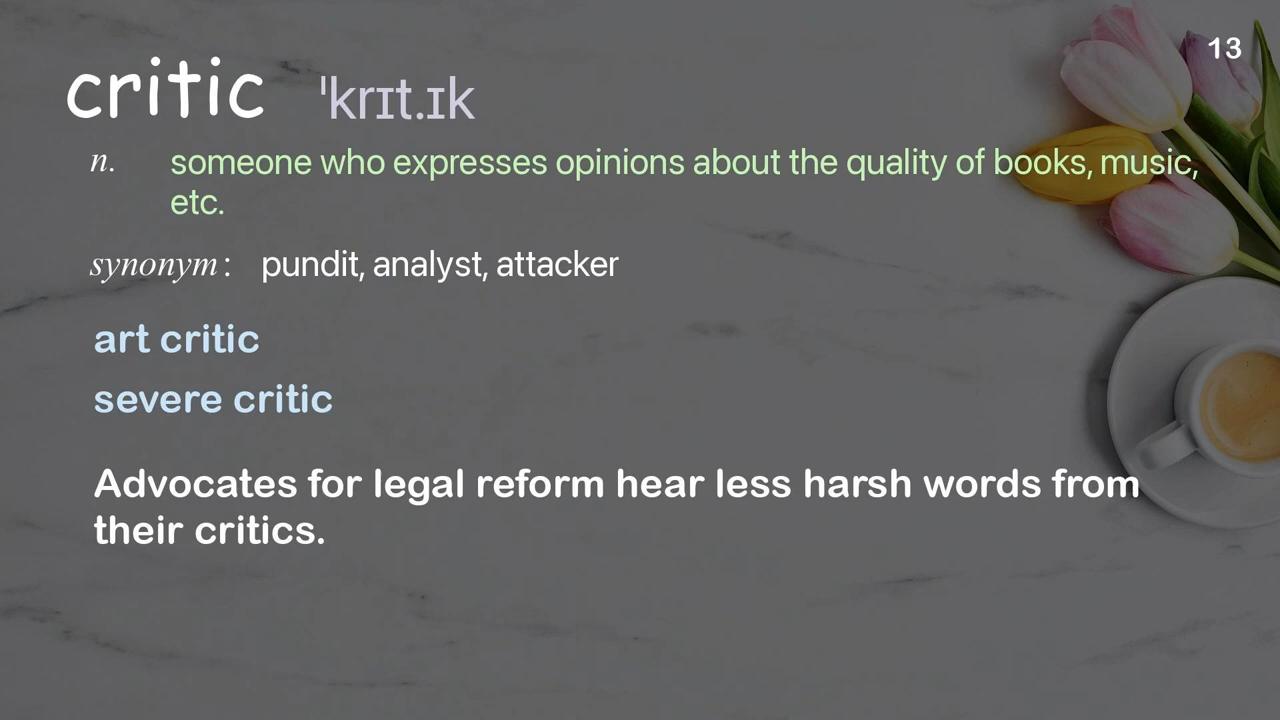 13
critic ˈkrɪt.ɪk
n. someone who expresses opinions about the quality of books, music,
etc.
synonym: pundit, analyst, attacker
art critic
severe critic
Advocates for legal reform hear less harsh words from
their critics.